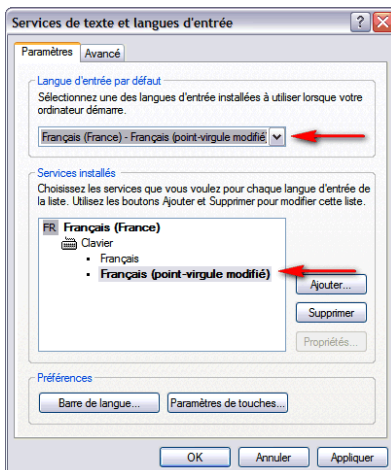 Services de texte et langues d'entrée
Paramètres Avancé
Langue d'entrée par défaut
Sélectionnez une des langues d'entrée installées à utiliser lorsque votre
ordinateur démarre.
Français (France) - Français (point-virgule modifié
Services installés
Choisissez les services que vous voulez pour chaque langue d'entrée de
la liste. Utilisez les boutons Ajouter et Supprimer pour modifier cette liste.
FR Français (France)
Clavier
Français
Français (point-virgule modifié)
Ajouter...
Supprimer
Propriétés...
Préférences
Barre de langue... Paramètres de touches...
OK Annuler Appliquer